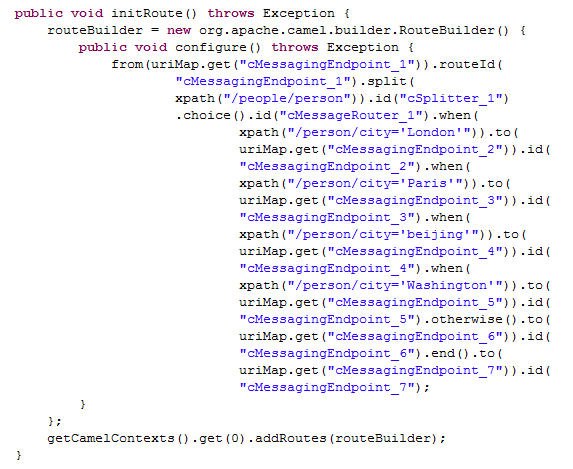 public void initRoute() throws Exception {
    routeBuilder = new org.apache.camel.builder.RouteBuilder() {
        public void configure() throws Exception {
            from(uriMap.get("cMessagingEndpoint_1")).routeId(
                    "cMessagingEndpoint_1").split(
                    xpath("/people/person")).id("cSplitter_1")
                    .choice().id("cMessageRouter_1").when(
                            xpath("/person/city='London'")).to(
                            uriMap.get("cMessagingEndpoint_2")).id(
                            "cMessagingEndpoint_2").when(
                            xpath("/person/city='Paris'")).to(
                            uriMap.get("cMessagingEndpoint_3")).id(
                            "cMessagingEndpoint_3").when(
                            xpath("/person/city='beijing'")).to(
                            uriMap.get("cMessagingEndpoint_4")).id(
                            "cMessagingEndpoint_4").when(
                            xpath("/person/city='Washington'")).to(
                            uriMap.get("cMessagingEndpoint_5")).id(
                            "cMessagingEndpoint_5").otherwise().to(
                            uriMap.get("cMessagingEndpoint_6")).id(
                            "cMessagingEndpoint_6").end().to(
                            uriMap.get("cMessagingEndpoint_7")).id(
                            "cMessagingEndpoint_7");
        }
    };
    getCamelContexts().get(0).addRoutes(routeBuilder);
}